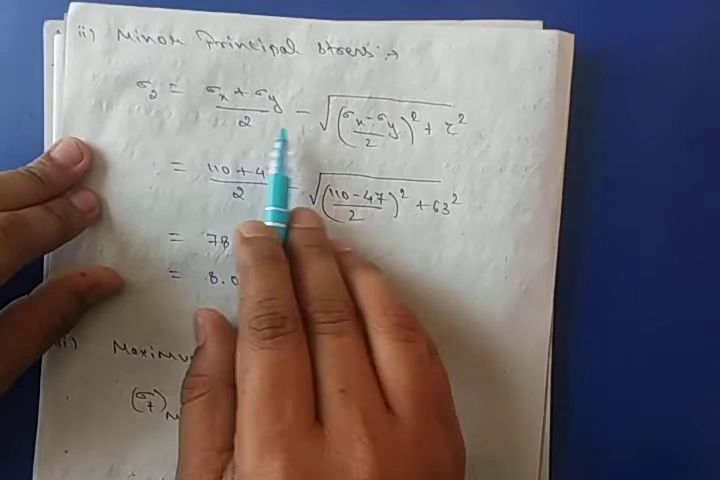 ii) Minor Principal stress :→
σ₂ = (σx + σy)/2 − √((σx − σy)/2)² + τ²
= (110 + 4)/2 √((110 − 47)/2)² + 63²
= 78
= 8.0